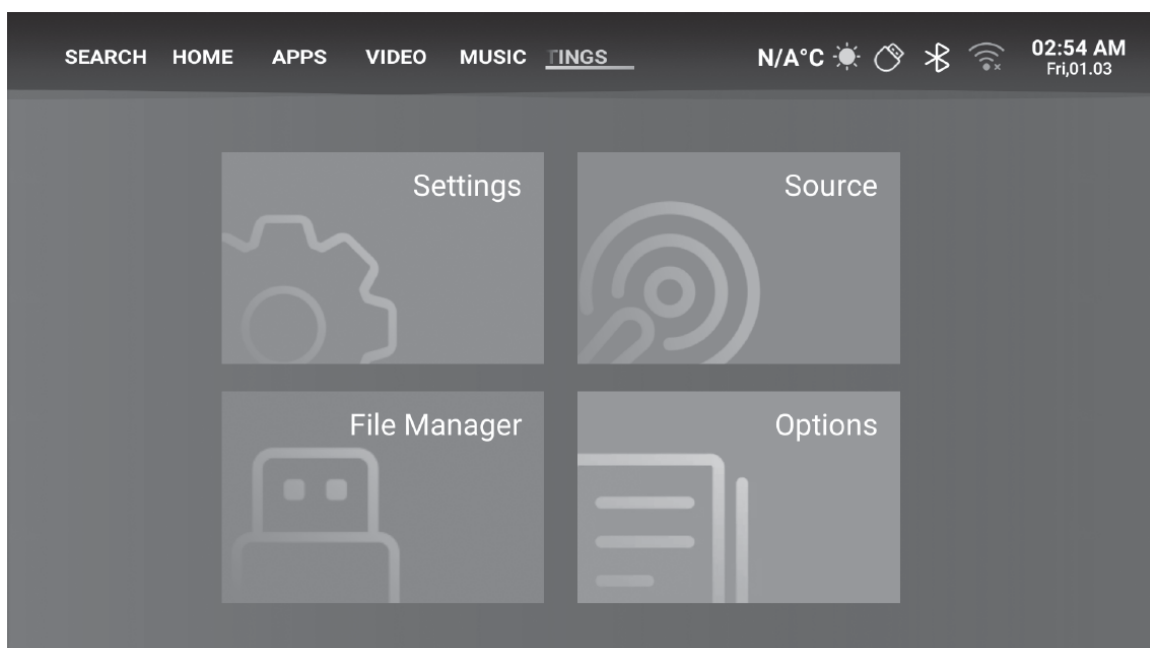 SEARCH HOME APPS VIDEO MUSIC TINGS N/A°C 02:54 AM
Fri,01.03
Settings Source
File Manager Options